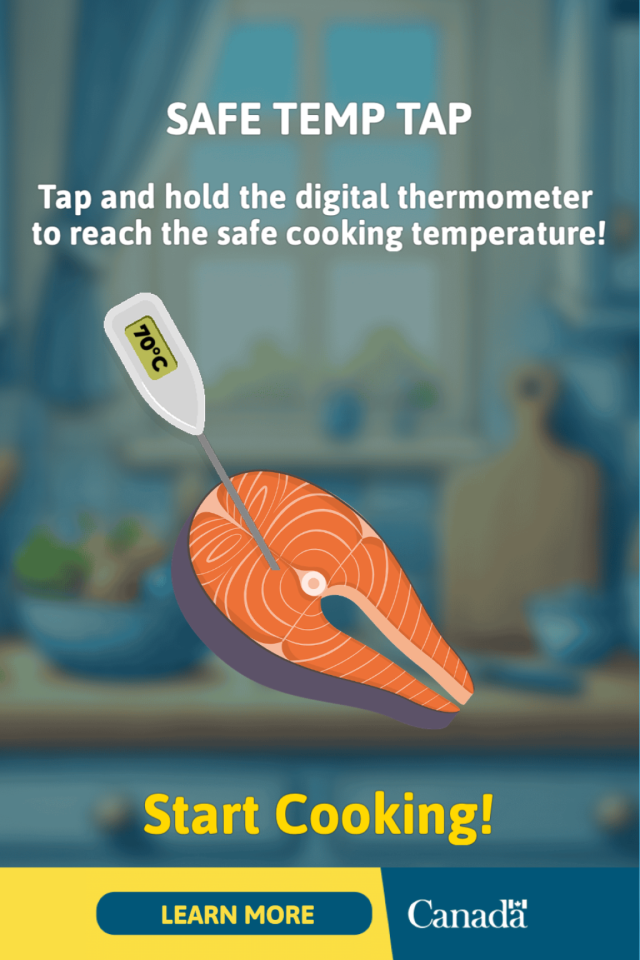 SAFE TEMP TAP
Tap and hold the digital thermometer
to reach the safe cooking temperature!
70°C
Start Cooking!
LEARN MORE
Canada